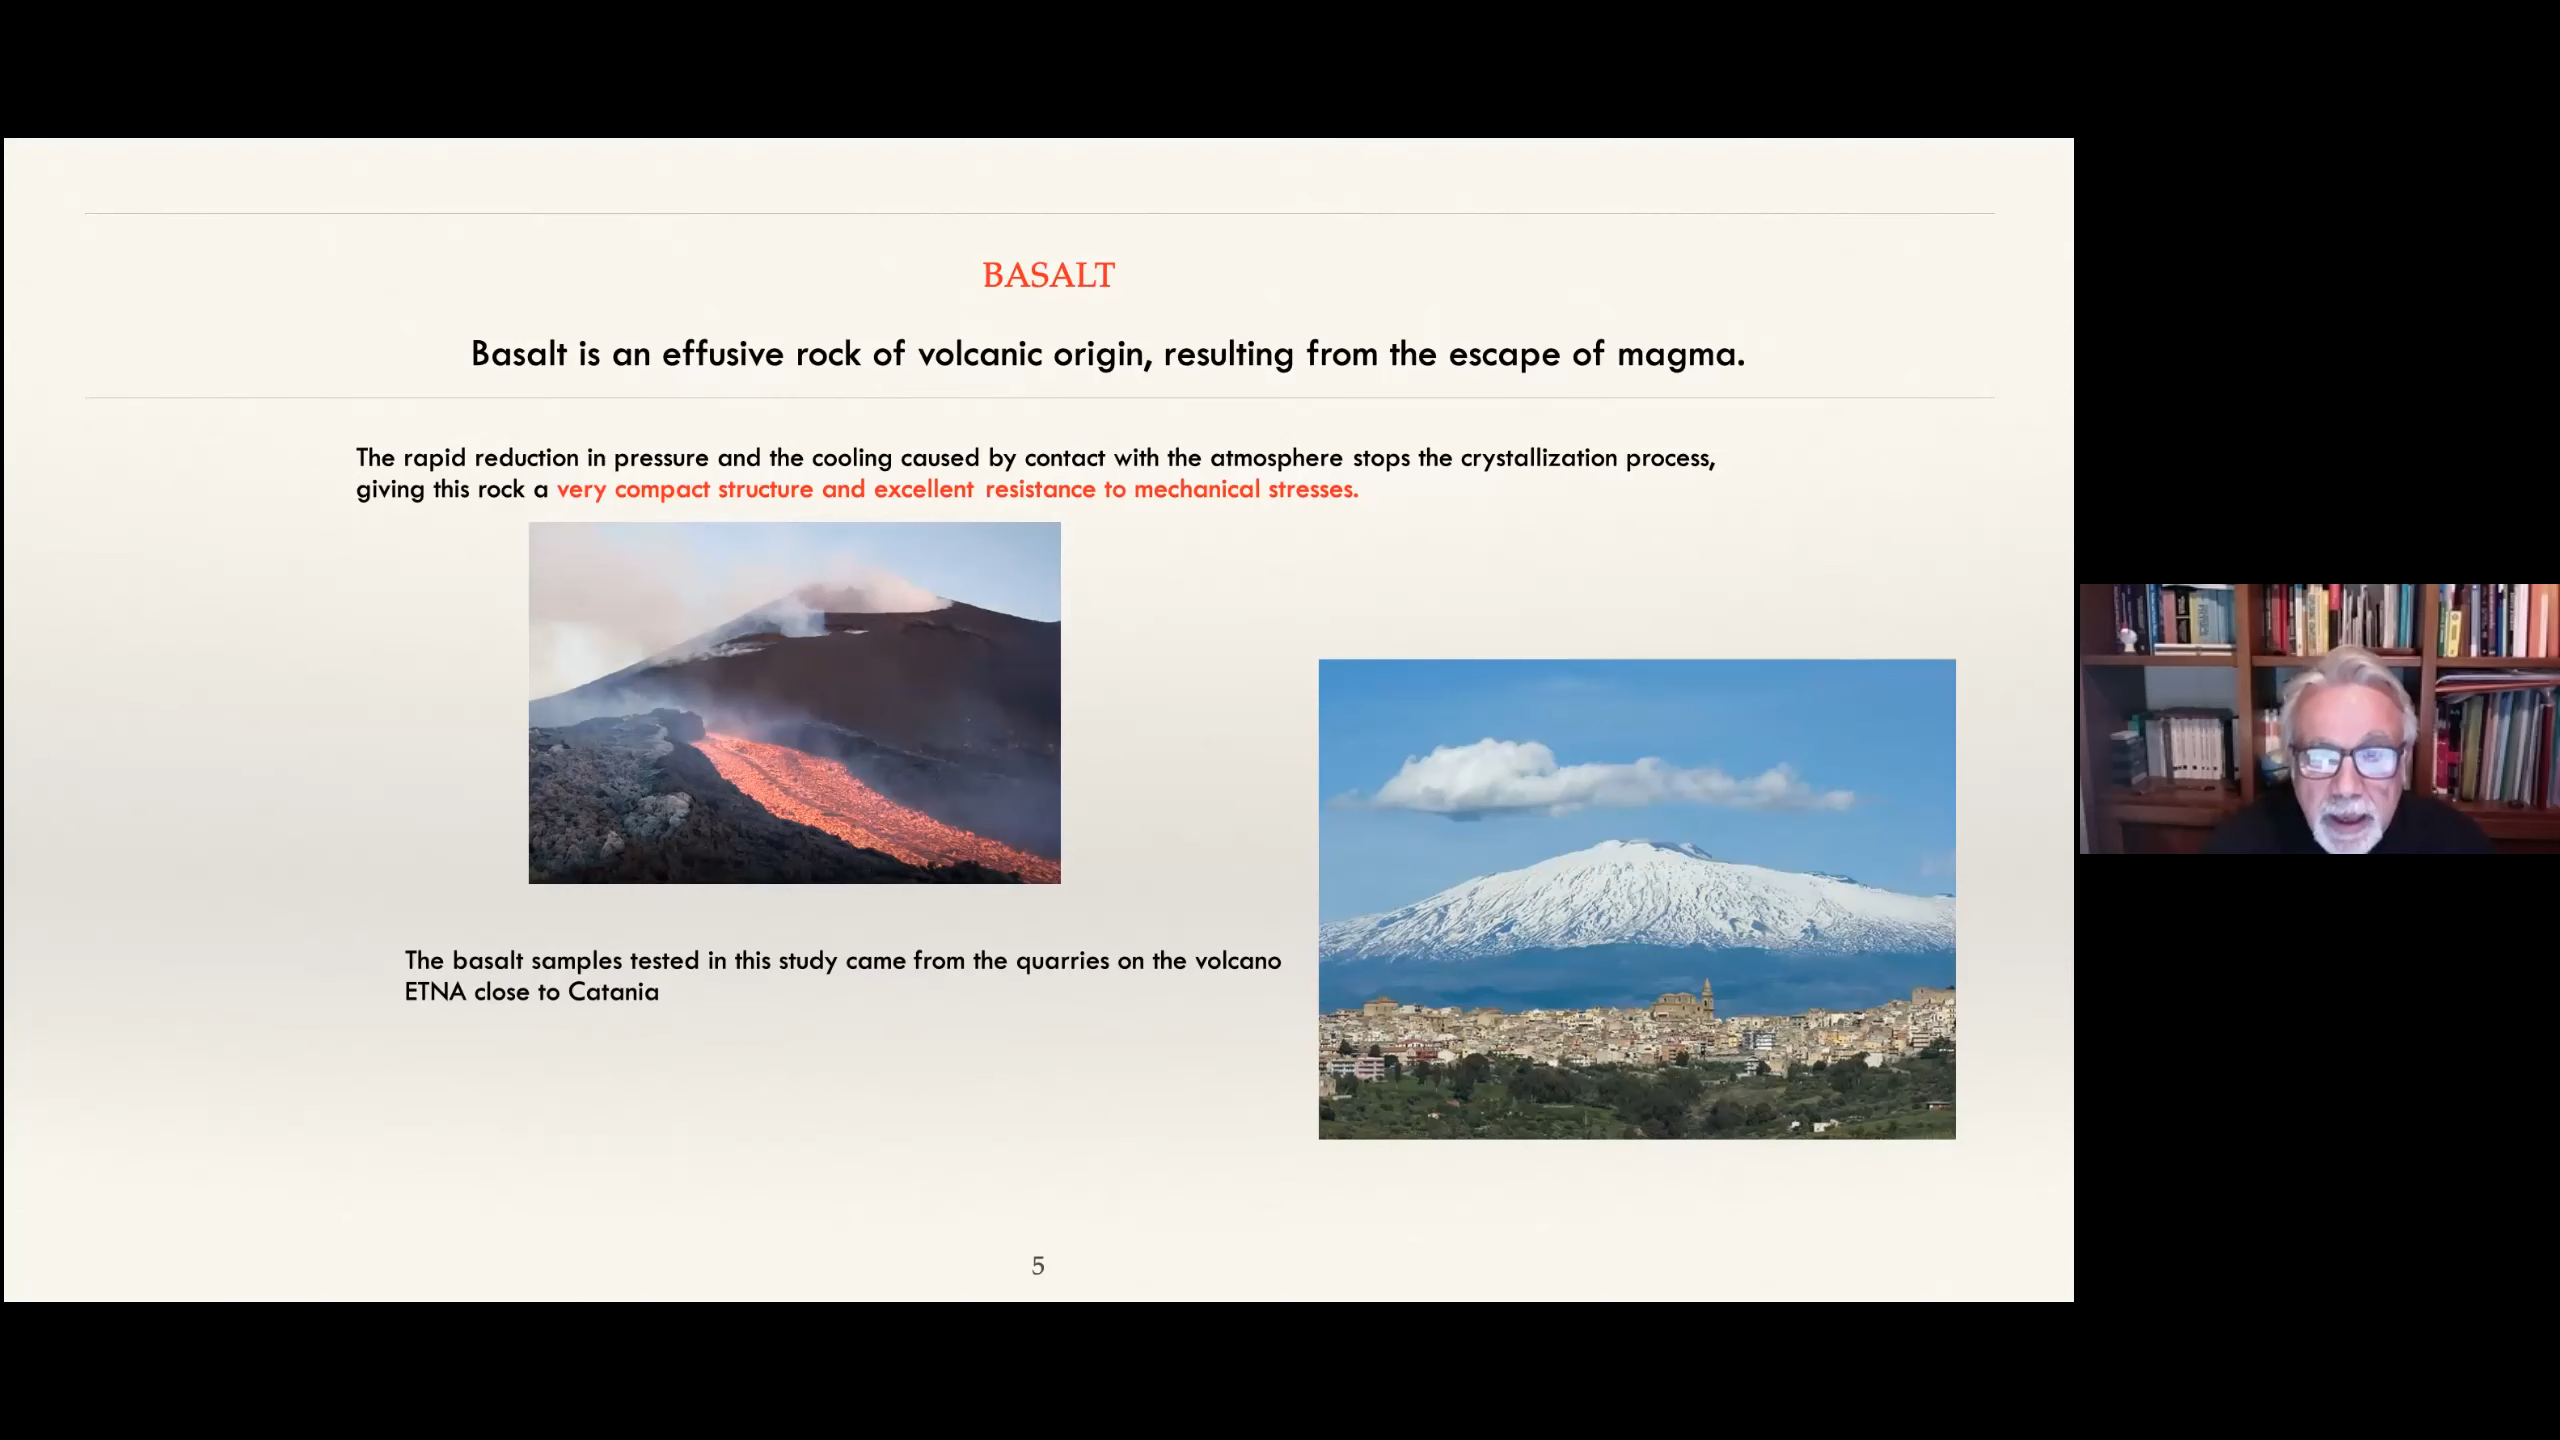 BASALT
Basalt is an effusive rock of volcanic origin, resulting from the escape of magma.
The rapid reduction in pressure and the cooling caused by contact with the atmosphere stops the crystallization process,
giving this rock a very compact structure and excellent resistance to mechanical stresses.
The basalt samples tested in this study came from the quarries on the volcano
ETNA close to Catania
5